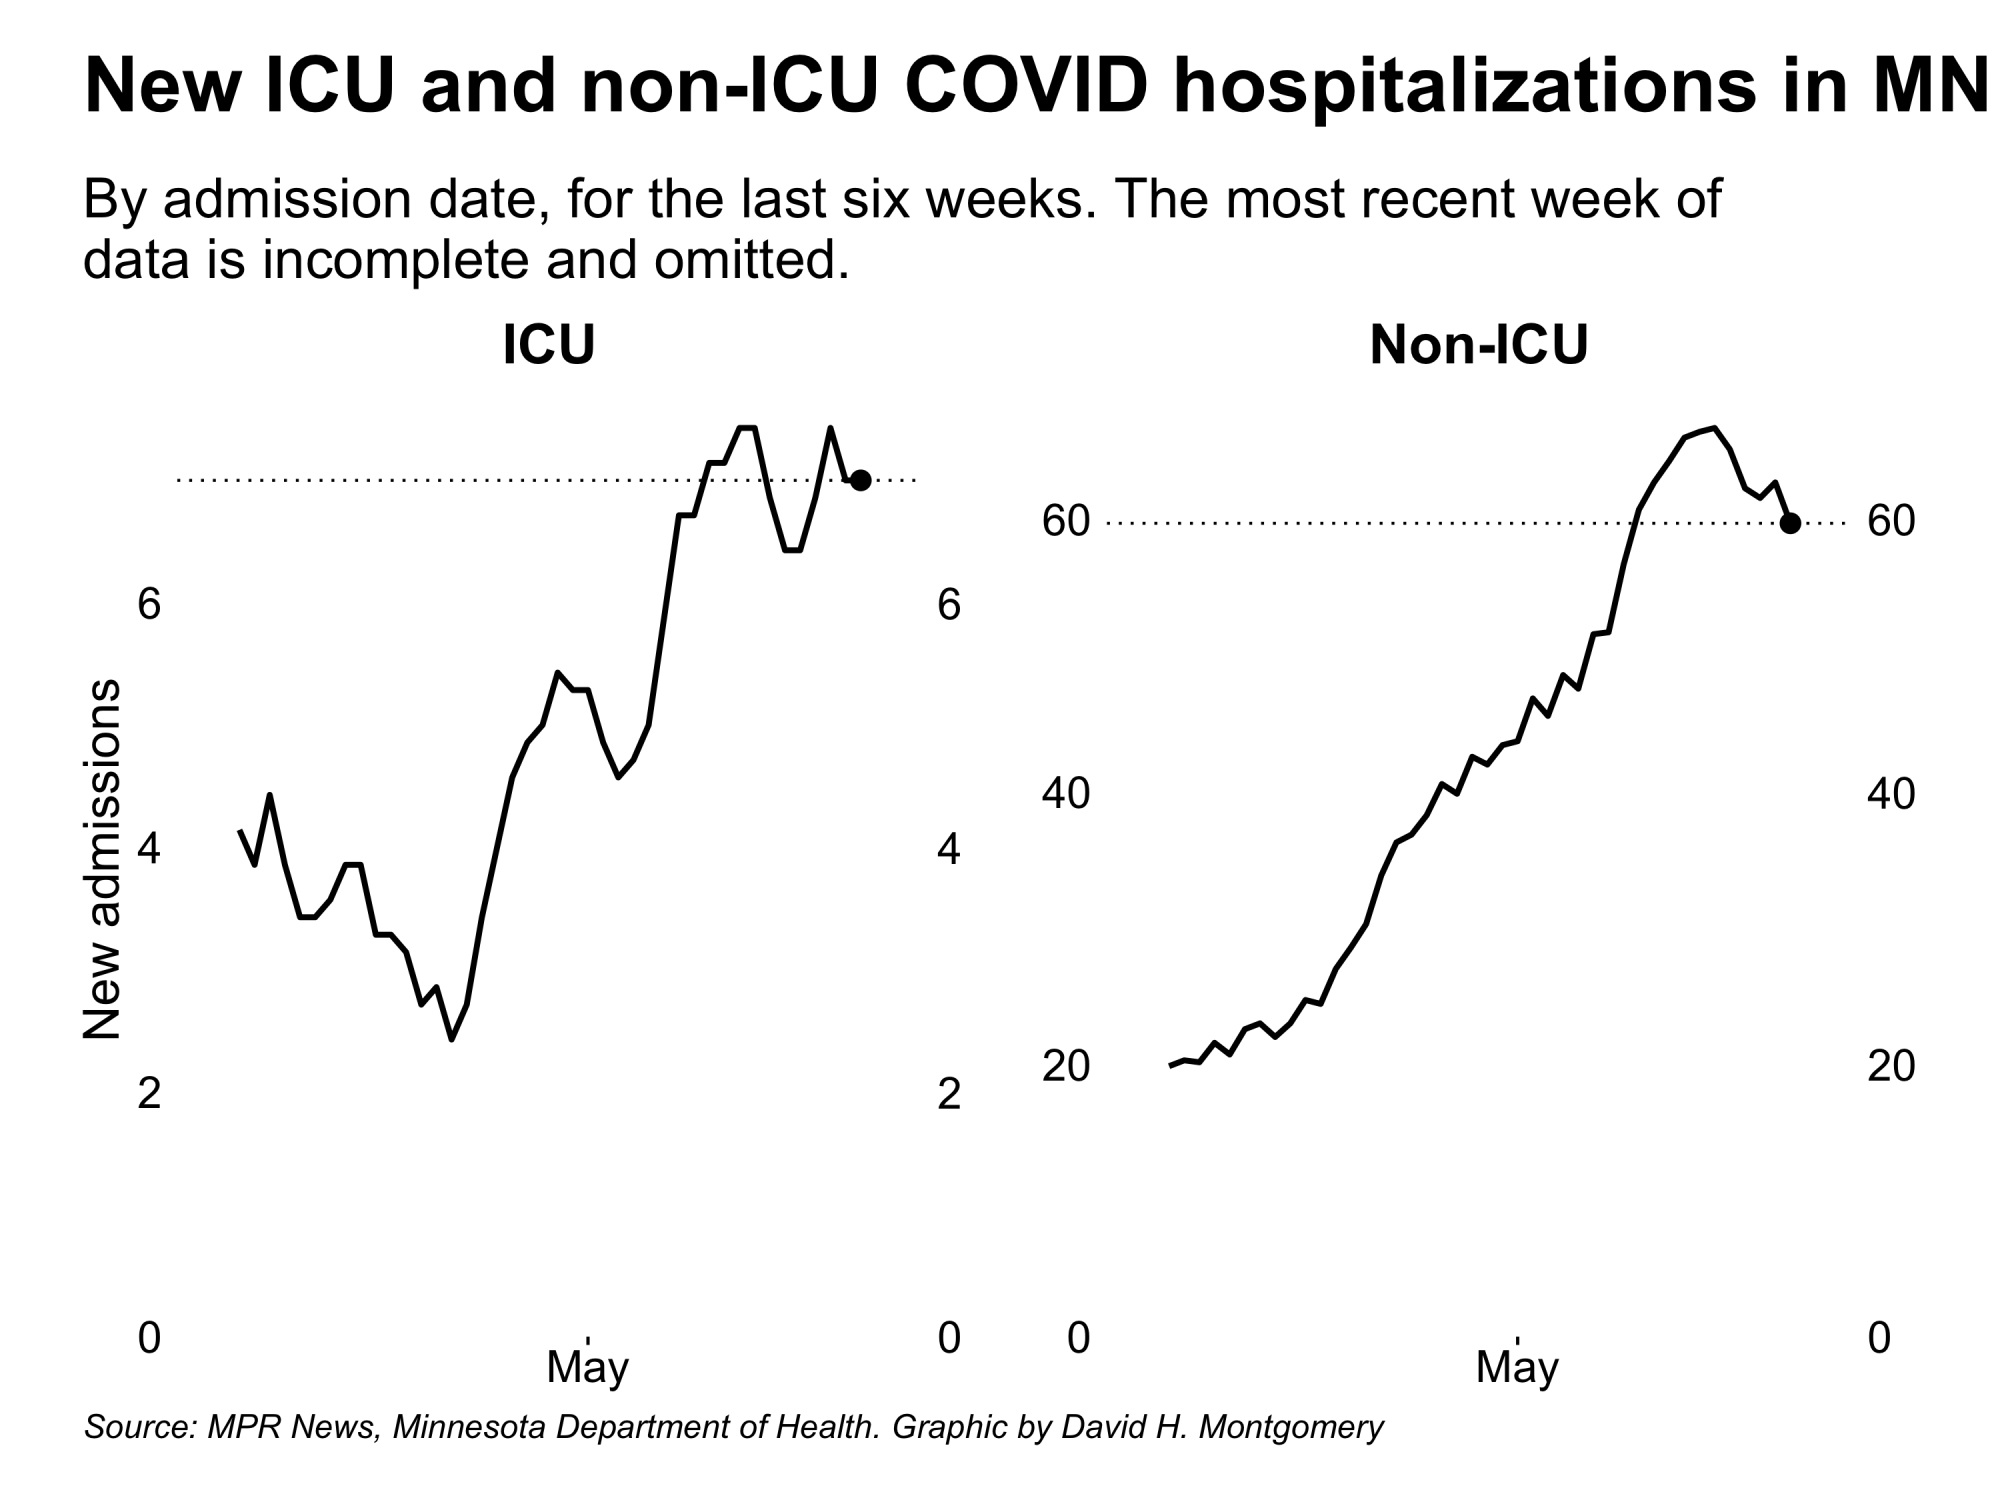 New ICU and non-ICU COVID hospitalizations in MN
By admission date, for the last six weeks. The most recent week of
data is incomplete and omitted.
ICU
New admissions
6
4
2
0
6
4
2
0
May
Non-ICU
60
40
20
0
60
40
20
0
May
Source: MPR News, Minnesota Department of Health. Graphic by David H. Montgomery